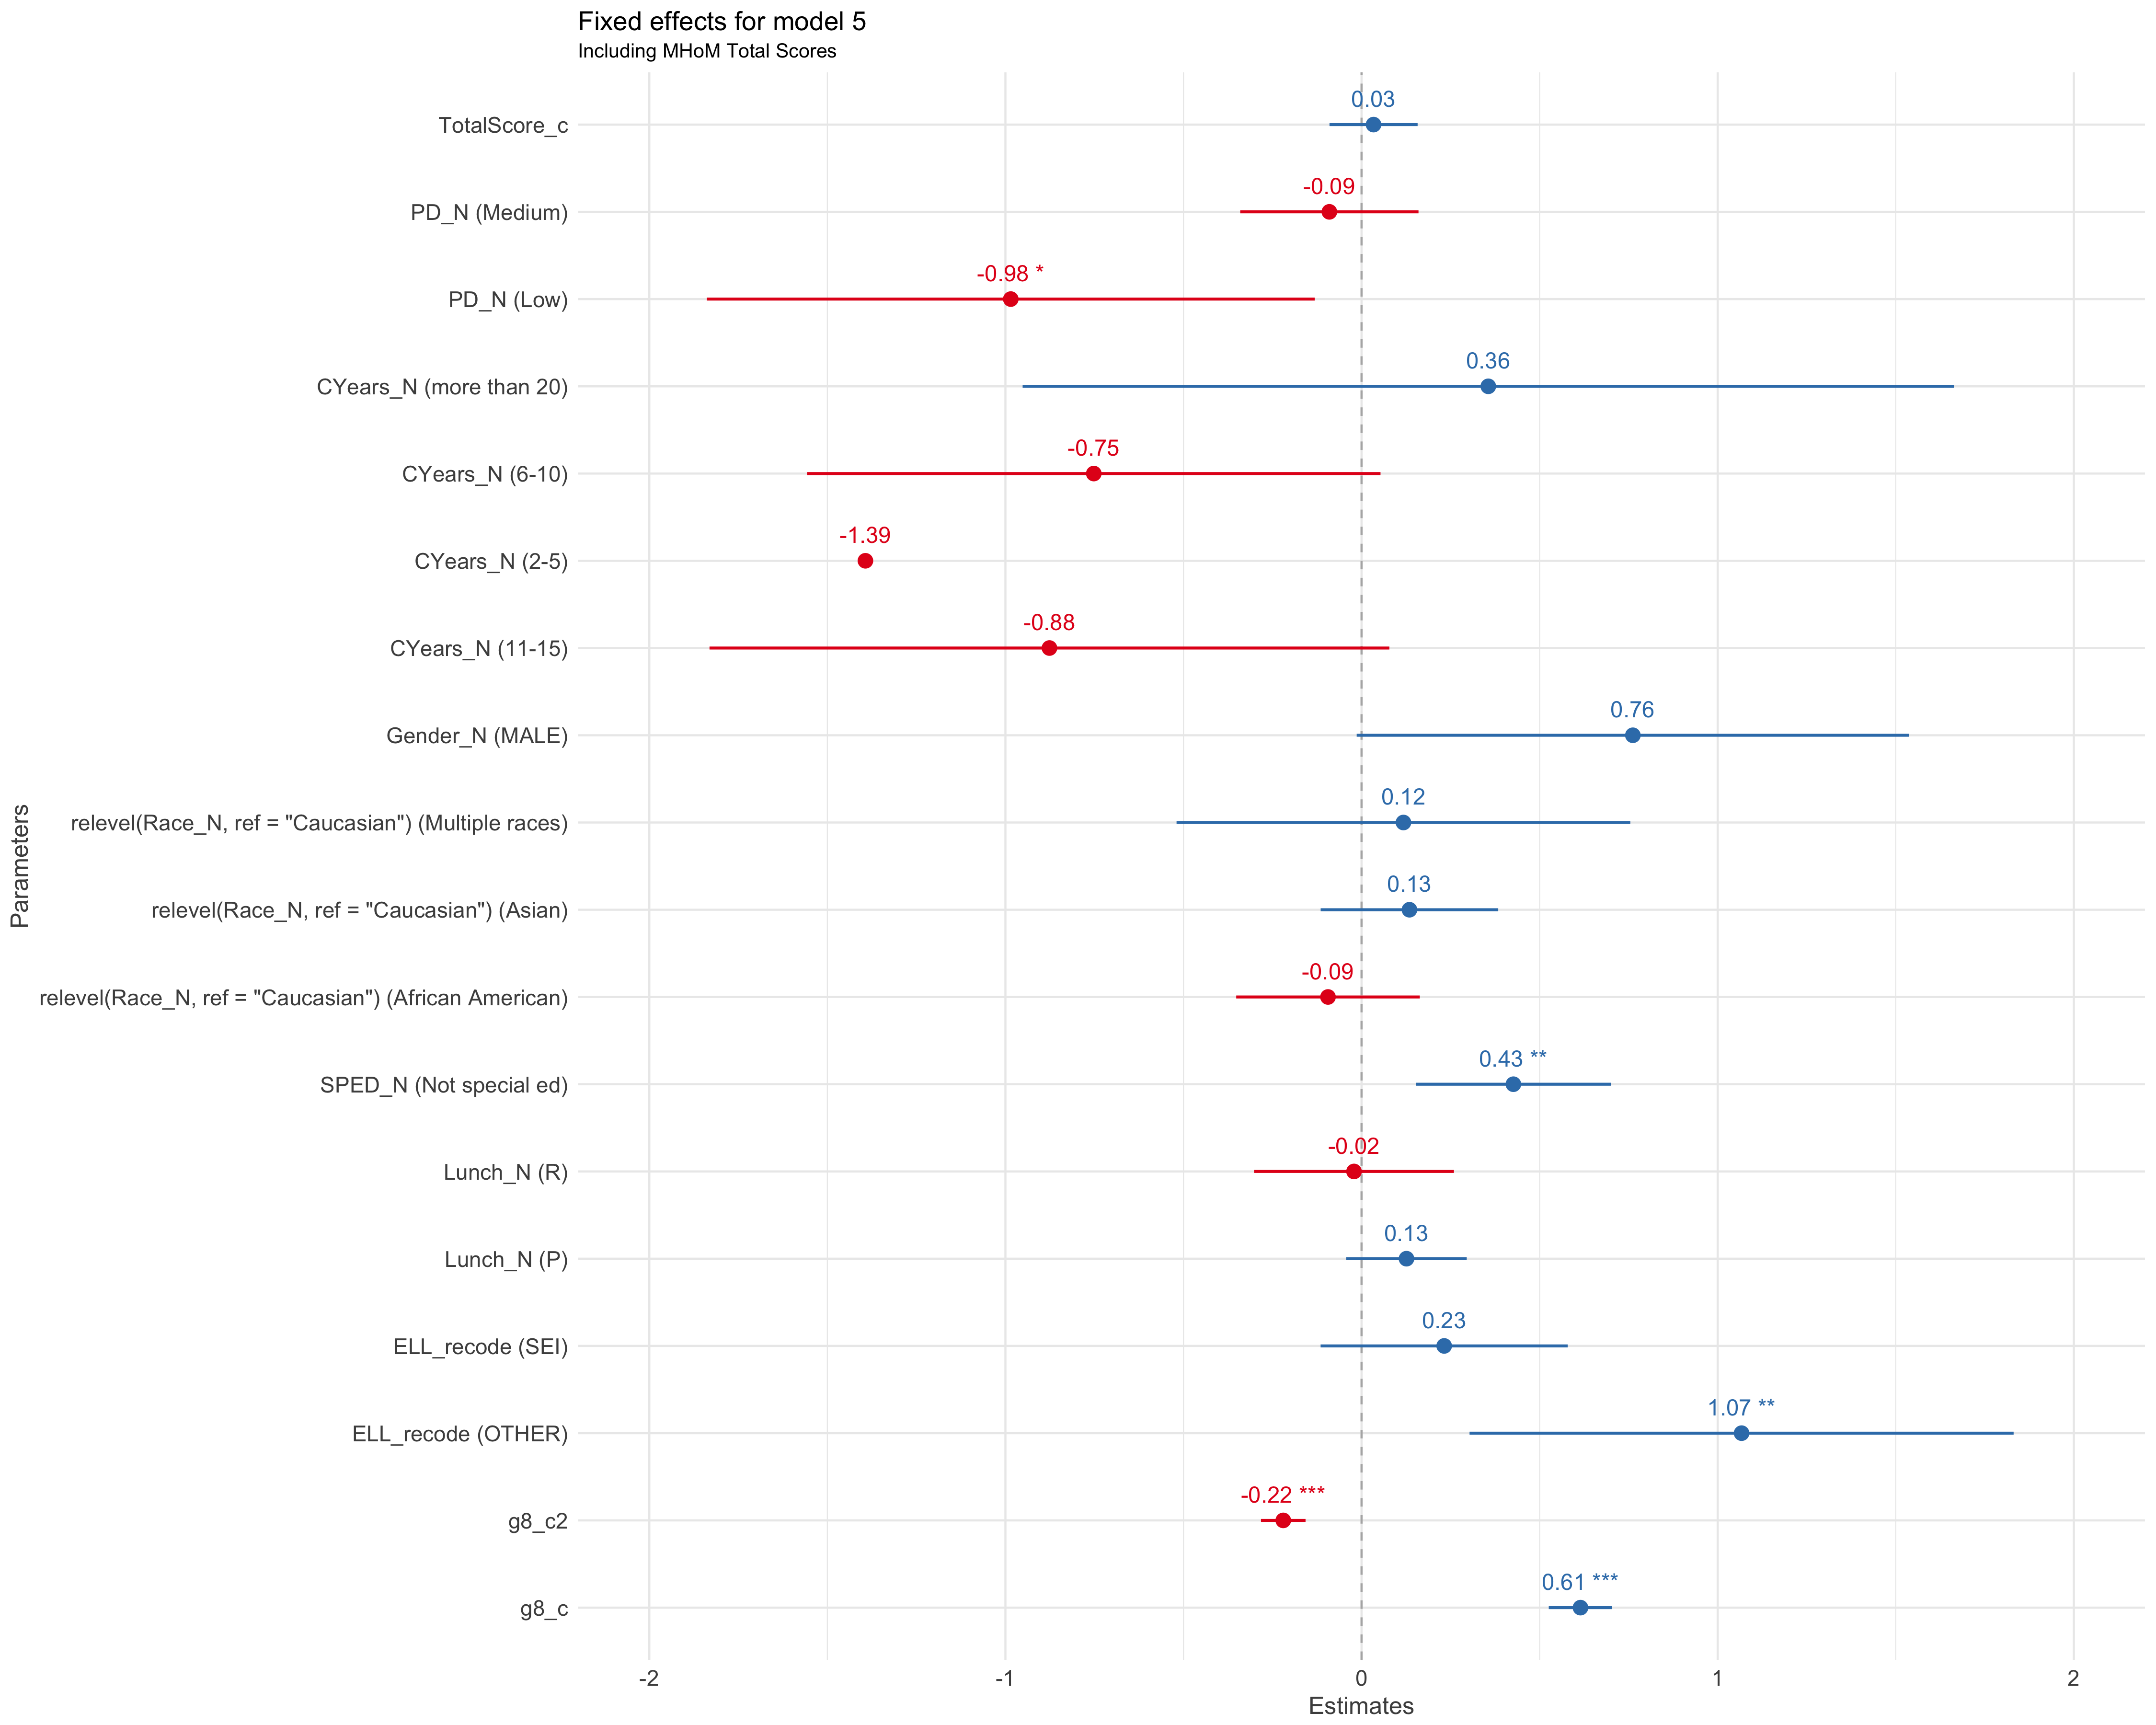 Fixed effects for model 5
Including MHoM Total Scores
Parameters
TotalScore_c
0.03
PD_N (Medium)
-0.09
PD_N (Low)
-0.98 *
CYears_N (more than 20)
0.36
CYears_N (6-10)
-0.75
CYears_N (2-5)
-1.39
CYears_N (11-15)
-0.88
Gender_N (MALE)
0.76
relevel(Race_N, ref = "Caucasian") (Multiple races)
0.12
relevel(Race_N, ref = "Caucasian") (Asian)
0.13
relevel(Race_N, ref = "Caucasian") (African American)
-0.09
SPED_N (Not special ed)
0.43 **
Lunch_N (R)
-0.02
Lunch_N (P)
0.13
ELL_recode (SEI)
0.23
ELL_recode (OTHER)
1.07 **
g8_c2
-0.22 ***
g8_c
0.61 ***
-2 -1 0 1 2
Estimates